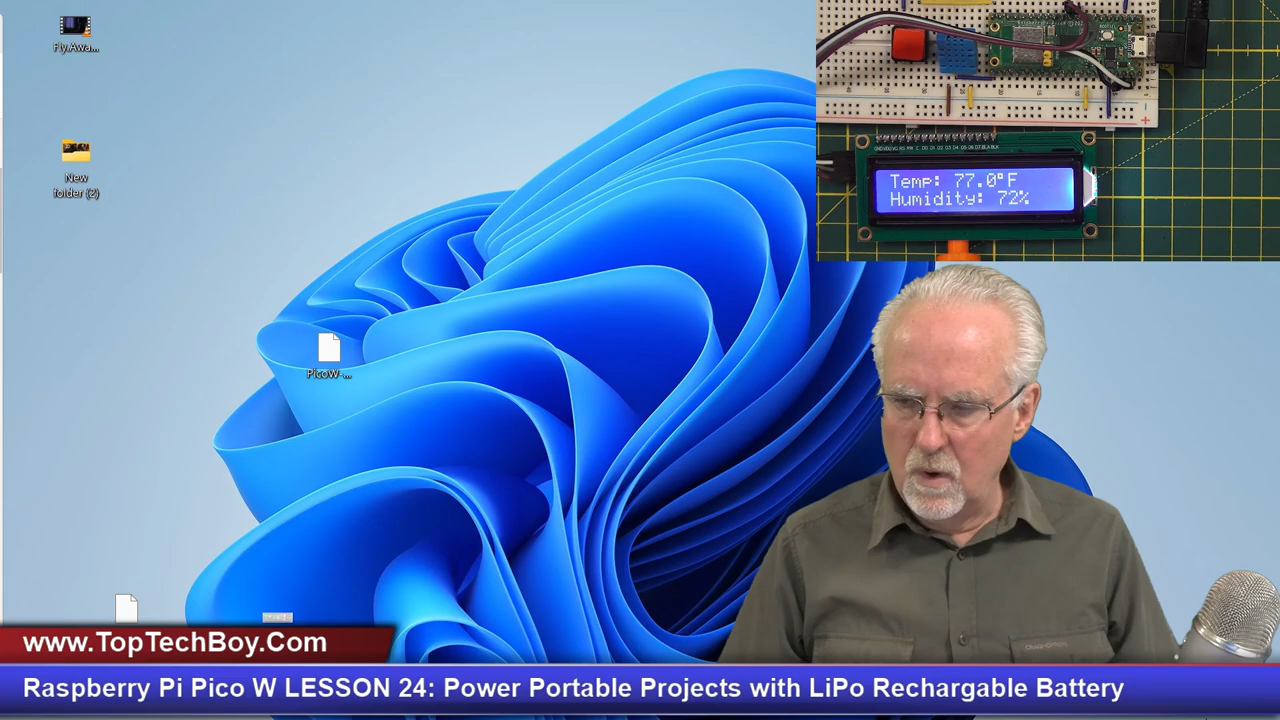 Fly.Awa...
New
folder (2)
PicoW-...
Temp: 77.0°F
Humidity: 72%
www.TopTechBoy.Com
Raspberry Pi Pico W LESSON 24: Power Portable Projects with LiPo Rechargable Battery